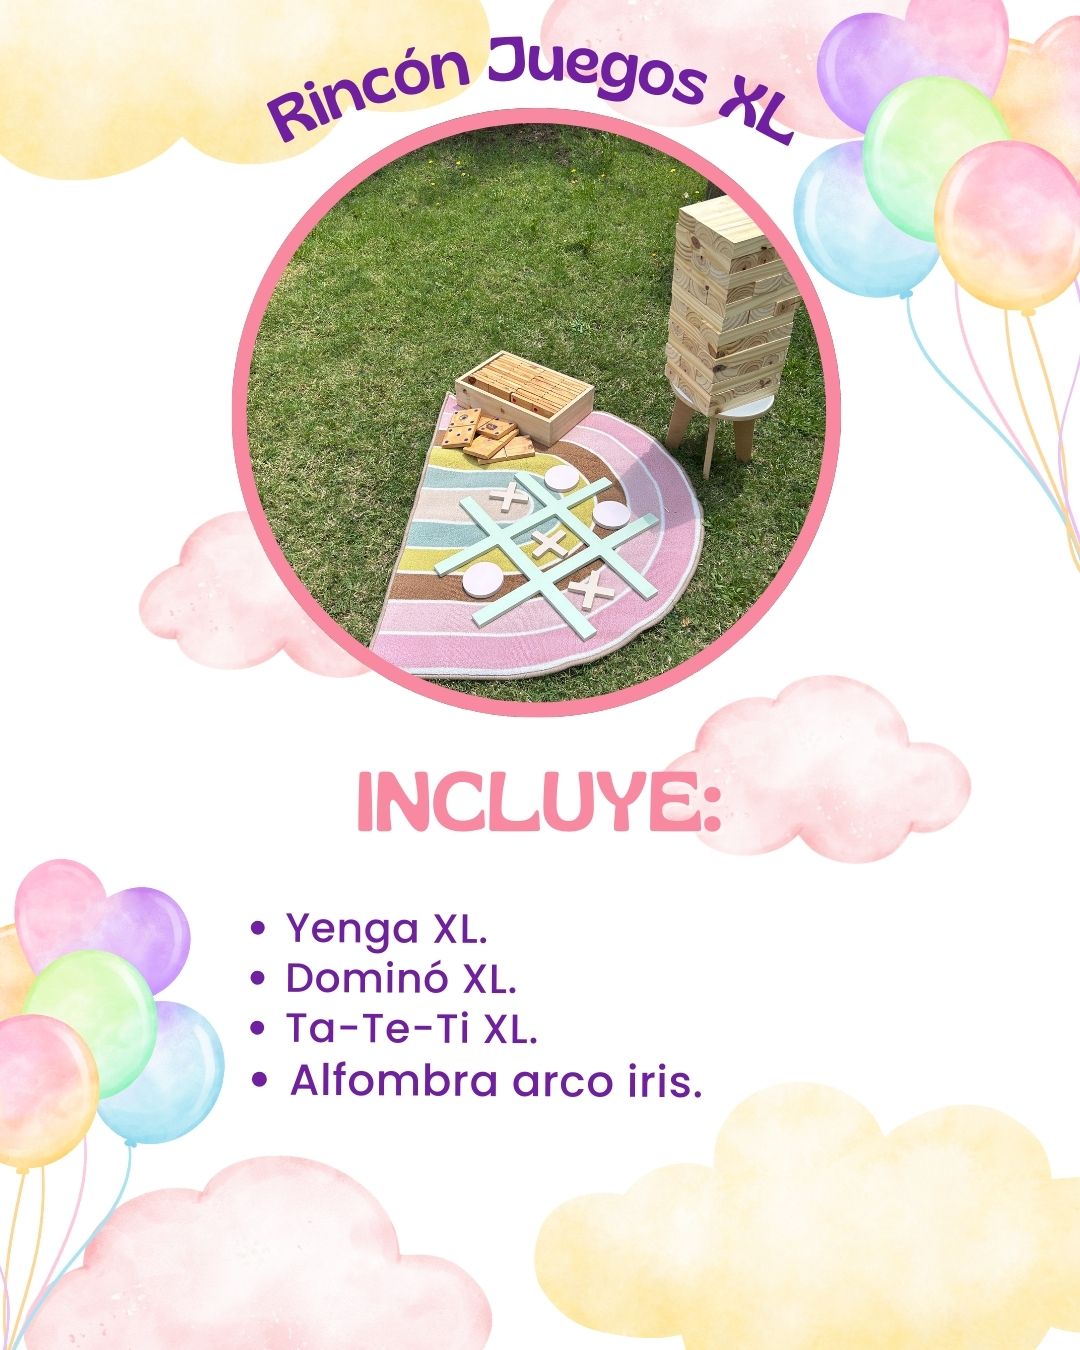 Rincón Juegos XL
INCLUYE:
• Yenga XL.
• Dominó XL.
• Ta-Te-Ti XL.
• Alfombra arco iris.